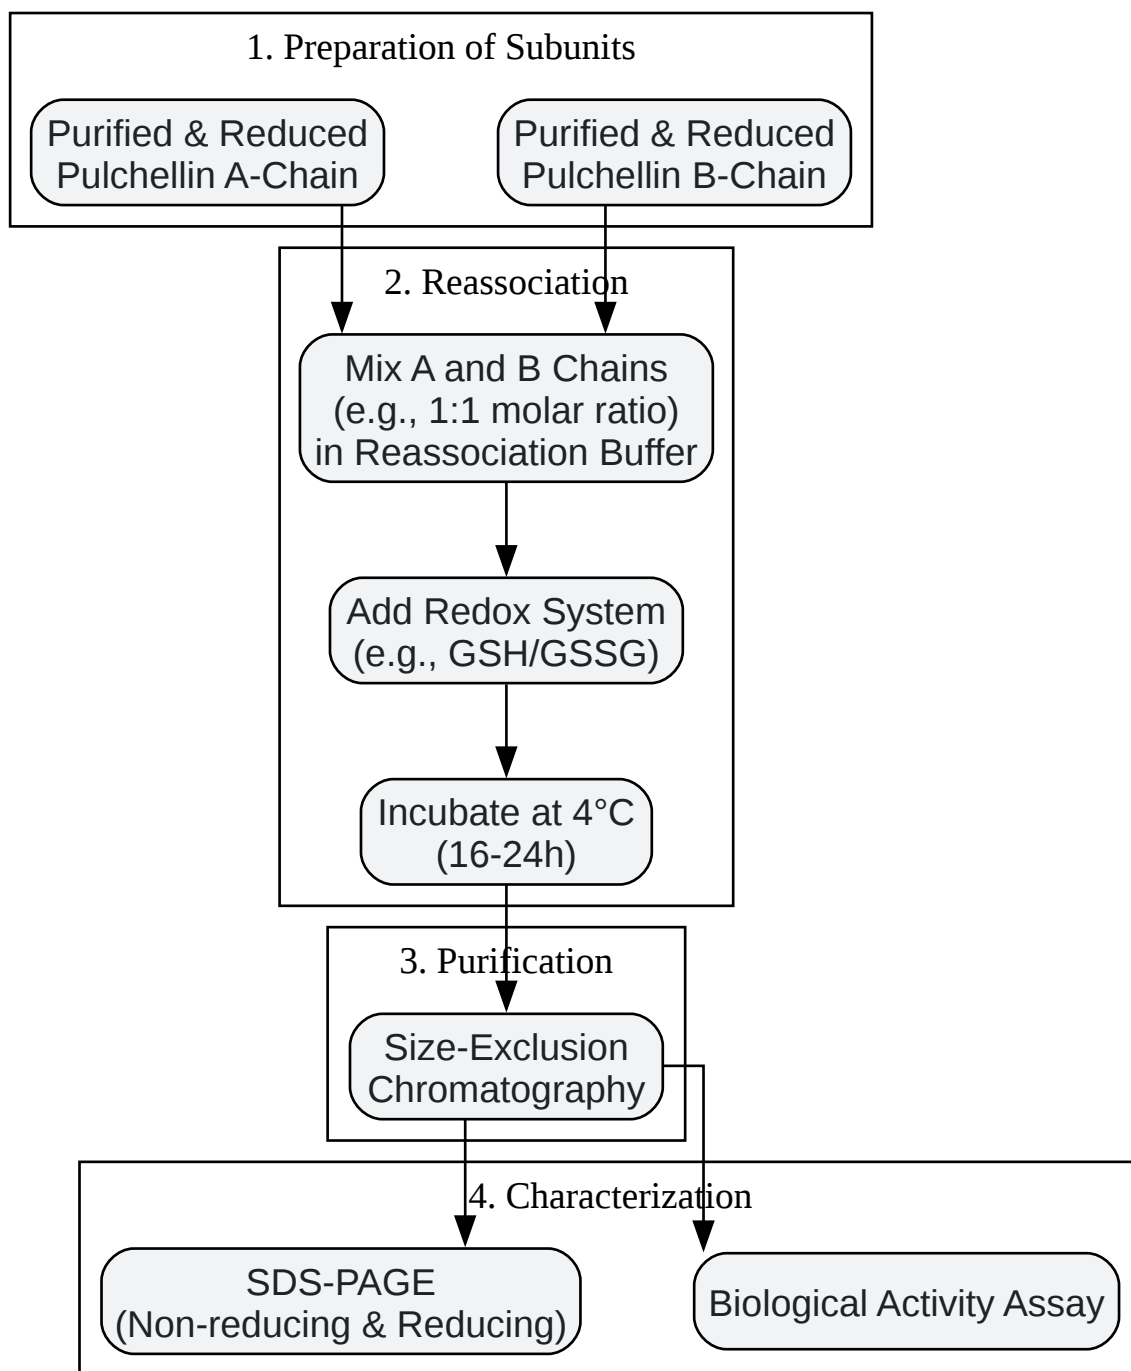 1. Preparation of Subunits
Purified & Reduced
Pulchellin A-Chain
Purified & Reduced
Pulchellin B-Chain
2. Reassociation
Mix A and B Chains
(e.g., 1:1 molar ratio)
in Reassociation Buffer
Add Redox System
(e.g., GSH/GSSG)
Incubate at 4°C
(16-24h)
3. Purification
Size-Exclusion
Chromatography
4. Characterization
SDS-PAGE
(Non-reducing & Reducing)
Biological Activity Assay